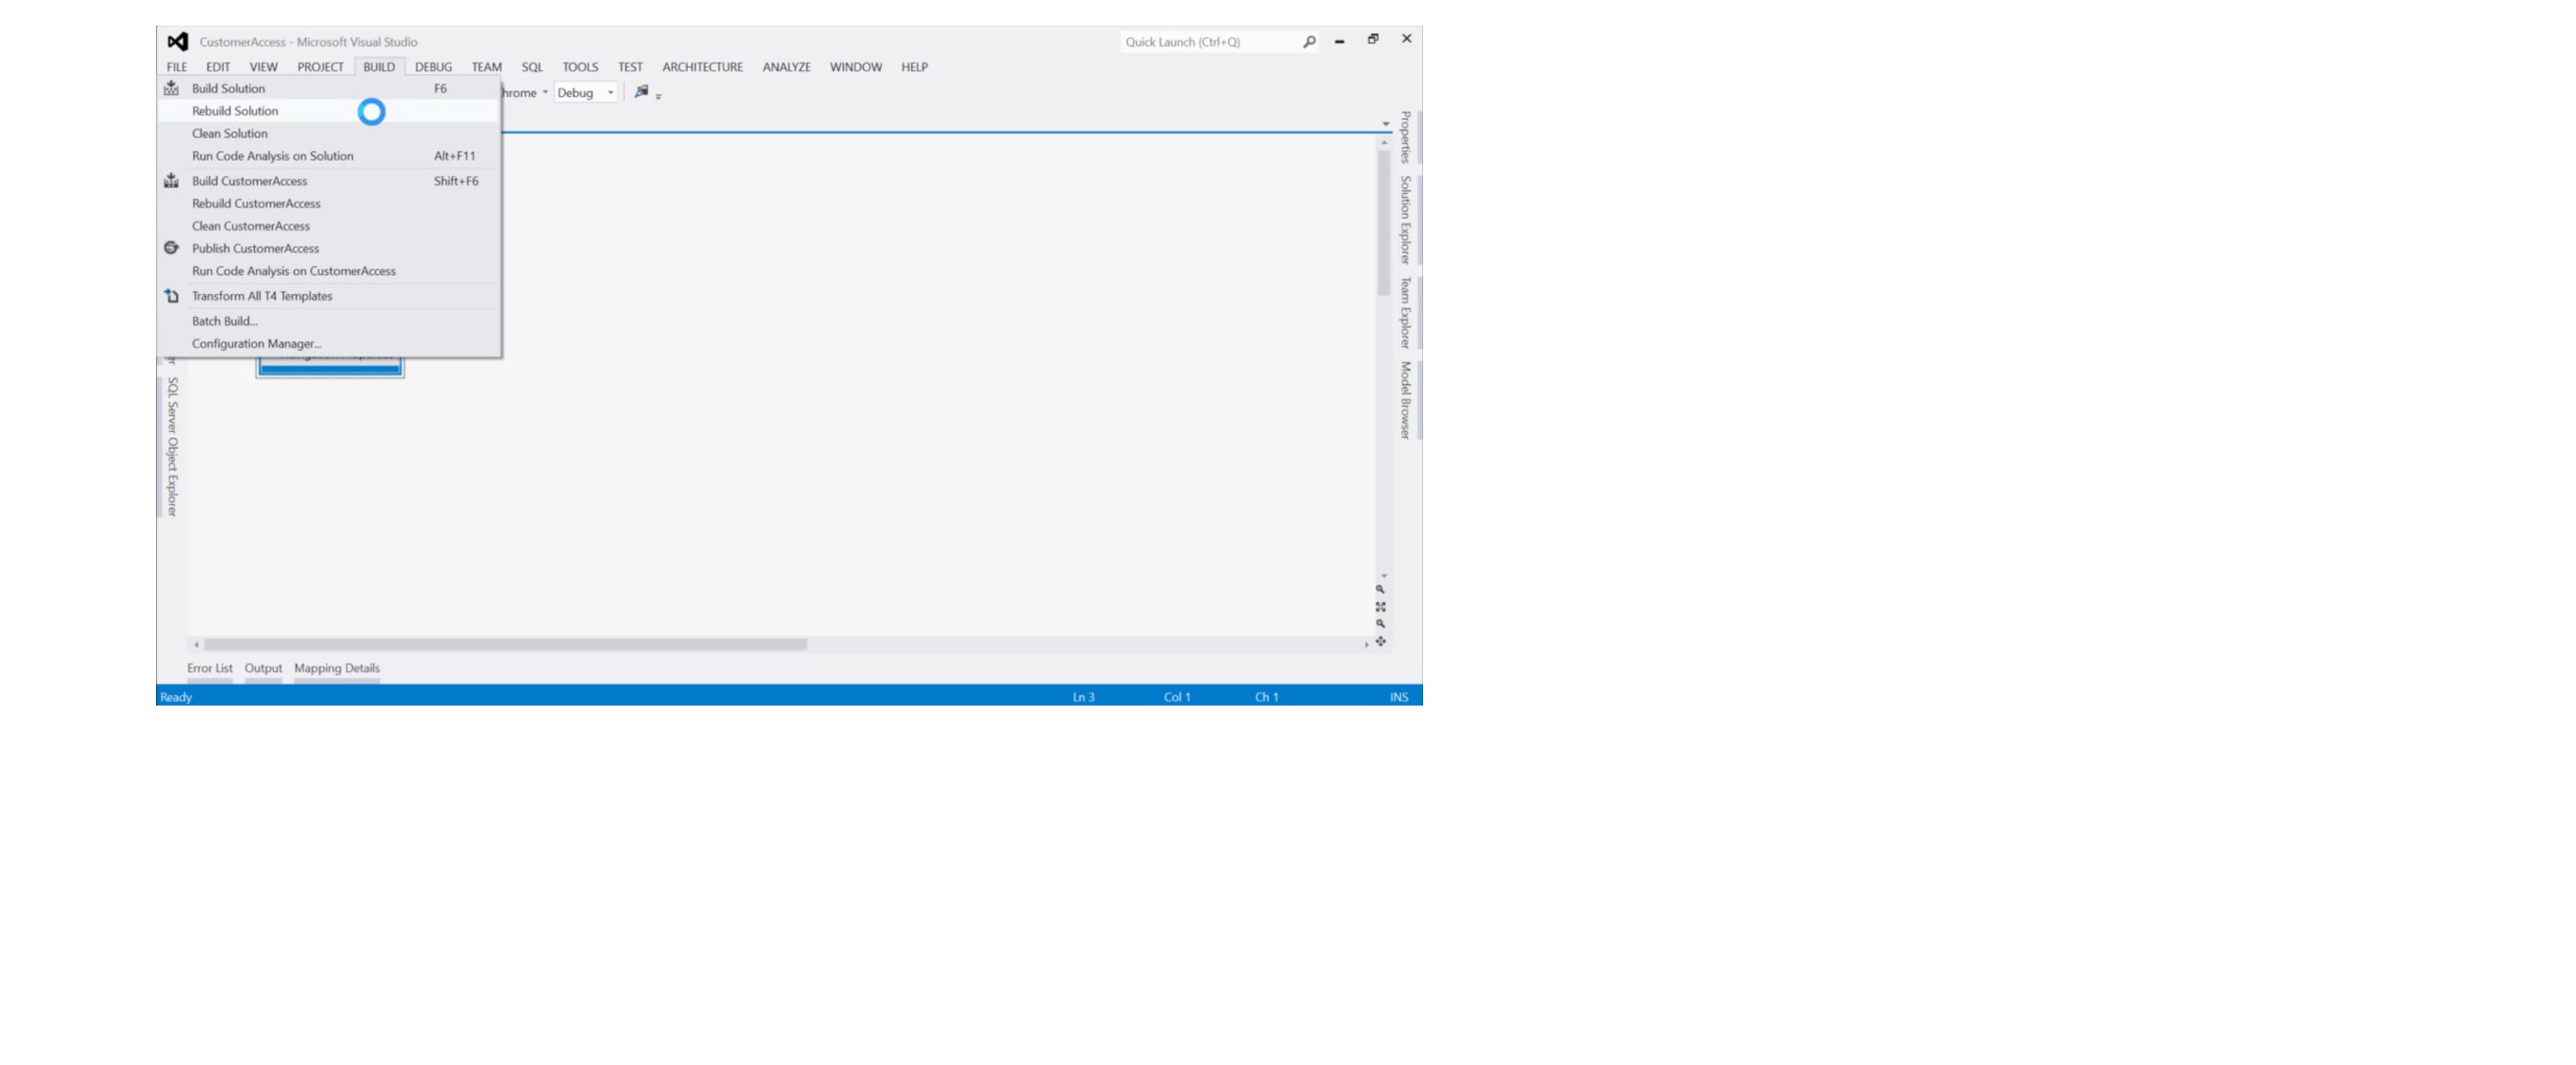 CustomerAccess - Microsoft Visual Studio
Quick Launch (Ctrl+Q)
FILE EDIT VIEW PROJECT BUILD DEBUG TEAM SQL TOOLS TEST ARCHITECTURE ANALYZE WINDOW HELP
Build Solution F6
hrome Debug
Rebuild Solution
Clean Solution
Run Code Analysis on Solution Alt+F11
Build CustomerAccess Shift+F6
Rebuild CustomerAccess
Clean CustomerAccess
Publish CustomerAccess
Run Code Analysis on CustomerAccess
Transform All T4 Templates
Batch Build...
Configuration Manager...
SQL Server Object Explorer
Properties
Solution Explorer
Team Explorer
Model Browser
Error List Output Mapping Details
Ready Ln 3 Col 1 Ch 1 INS